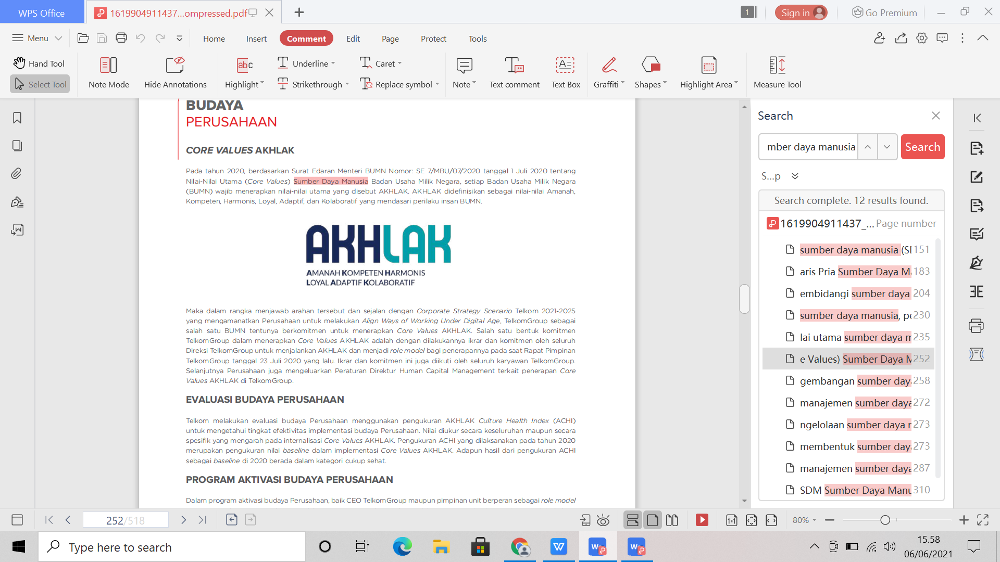 WPS Office
1619904911437...ompressed.pdf
1
Sign in
Go Premium
Menu
Home
Insert
Comment
Edit
Page
Protect
Tools
Hand Tool
Select Tool
Note Mode
Hide Annotations
Highlight
Underline
Strikethrough
Caret
Replace symbol
Note
Text comment
Text Box
Graffiti
Shapes
Highlight Area
Measure Tool
BUDAYA
PERUSAHAAN
CORE VALUES AKHLAK
Pada tahun 2020, berdasarkan Surat Edaran Menteri BUMN Nomor: SE 7/MBU/07/2020 tanggal 1 Juli 2020 tentang
Nilai-Nilai Utama (Core Values) Sumber Daya Manusia Badan Usaha Milik Negara, setiap Badan Usaha Milik Negara
(BUMN) wajib menerapkan nilai-nilai utama yang disebut AKHLAK. AKHLAK didefinisikan sebagai nilai-nilai Amanah,
Kompeten, Harmonis, Loyal, Adaptif, dan Kolaboratif yang mendasari perilaku insan BUMN.
AKHLAK
AMANAH KOMPETEN HARMONIS
LOYAL ADAPTIF KOLABORATIF
Maka dalam rangka menjawab arahan tersebut dan sejalan dengan Corporate Strategy Scenario Telkom 2021-2025
yang mengamanatkan Perusahaan untuk melakukan Align Ways of Working Under Digital Age, TelkomGroup sebagai
salah satu BUMN tentunya berkomitmen untuk menerapkan Core Values AKHLAK. Salah satu bentuk komitmen
TelkomGroup dalam menerapkan Core Values AKHLAK adalah dengan dilakukannya ikrar dan komitmen oleh seluruh
Direksi TelkomGroup untuk menjalankan AKHLAK dan menjadi role model bagi penerapannya pada saat Rapat Pimpinan
TelkomGroup tanggal 23 Juli 2020 yang lalu. Ikrar dan komitmen ini juga diikuti oleh seluruh karyawan TelkomGroup.
Selanjutnya Perusahaan juga mengeluarkan Peraturan Direktur Human Capital Management terkait penerapan Core
Values AKHLAK di TelkomGroup.
EVALUASI BUDAYA PERUSAHAAN
Telkom melakukan evaluasi budaya Perusahaan menggunakan pengukuran AKHLAK Culture Health Index (ACHI)
untuk mengetahui tingkat efektivitas implementasi budaya Perusahaan. Nilai diukur secara keseluruhan maupun secara
spesifik yang mengarah pada internalisasi Core Values AKHLAK. Pengukuran ACHI yang dilaksanakan pada tahun 2020
merupakan pengukuran nilai baseline dalam implementasi Core Values AKHLAK. Adapun hasil dari pengukuran ACHI
sebagai baseline di 2020 berada dalam kategori cukup sehat.
PROGRAM AKTIVASI BUDAYA PERUSAHAAN
Dalam program aktivasi budaya Perusahaan, baik CEO TelkomGroup maupun pimpinan unit berperan sebagai role model
Search
mber daya manusia
Search
S...p
Search complete. 12 results found.
1619904911437_... Page number
sumber daya manusia (SI 151
aris Pria Sumber Daya Ma 183
embidangi sumber daya 204
sumber daya manusia, pe 230
lai utama sumber daya m 235
e Values) Sumber Daya M 252
gembangan sumber daya 258
manajemen sumber daya 272
ngelolaan sumber daya m 273
membentuk sumber daya 273
manajemen sumber daya 287
SDM Sumber Daya Manu 310
252/518
80%
Type here to search
15.58
06/06/2021